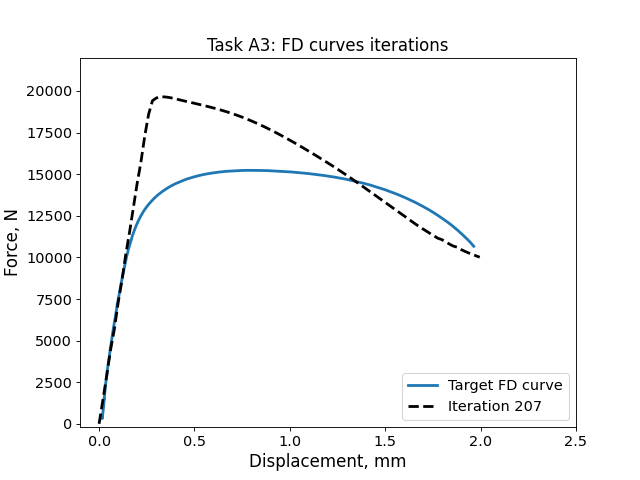 Task A3: FD curves iterations
Force, N
20000
17500
15000
12500
10000
7500
5000
2500
0
0.0 0.5 1.0 1.5 2.0 2.5
Displacement, mm
Target FD curve
Iteration 207